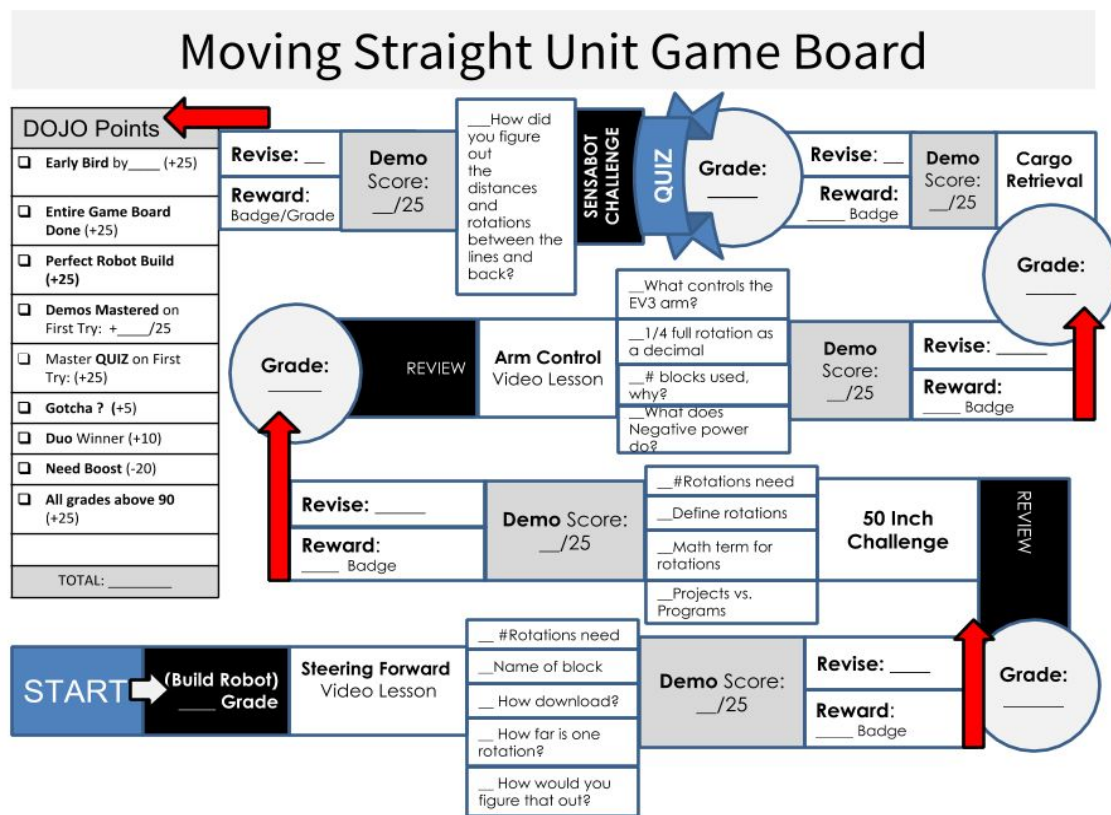 Moving Straight Unit Game Board
DOJO Points
❑ Early Bird by____ (+25)
❑ Entire Game Board
Done (+25)
❑ Perfect Robot Build
(+25)
❑ Demos Mastered on
First Try: +____/25
❑ Master QUIZ on First
Try: (+25)
❑ Gotcha ? (+5)
❑ Duo Winner (+10)
❑ Need Boost (-20)
❑ All grades above 90
(+25)
TOTAL: _________
Revise: __
Reward:
Badge/Grade
Demo
Score:
__/25
___How did
you figure
out
the
distances
and
rotations
between the
lines and
back?
SENSABOT
CHALLENGE
QUIZ
Grade:
_____
Revise: __
Reward:
____ Badge
Demo
Score:
__/25
Cargo
Retrieval
Grade:
_____
Grade:
_____
REVIEW
Arm Control
Video Lesson
__What controls the
EV3 arm?
__1/4 full rotation as
a decimal
__# blocks used,
why?
__What does
Negative power
do?
Demo
Score:
__/25
Revise: _____
Reward:
____ Badge
Revise: _____
Reward:
____ Badge
Demo Score:
__/25
__#Rotations need
__Define rotations
__Math term for
rotations
__Projects vs.
Programs
50 Inch
Challenge
REVIEW
START
(Build Robot)
____ Grade
Steering Forward
Video Lesson
__ #Rotations need
__Name of block
__ How download?
__ How far is one
rotation?
__ How would you
figure that out?
Demo Score:
__/25
Revise: ____
Reward:
____ Badge
Grade:
______